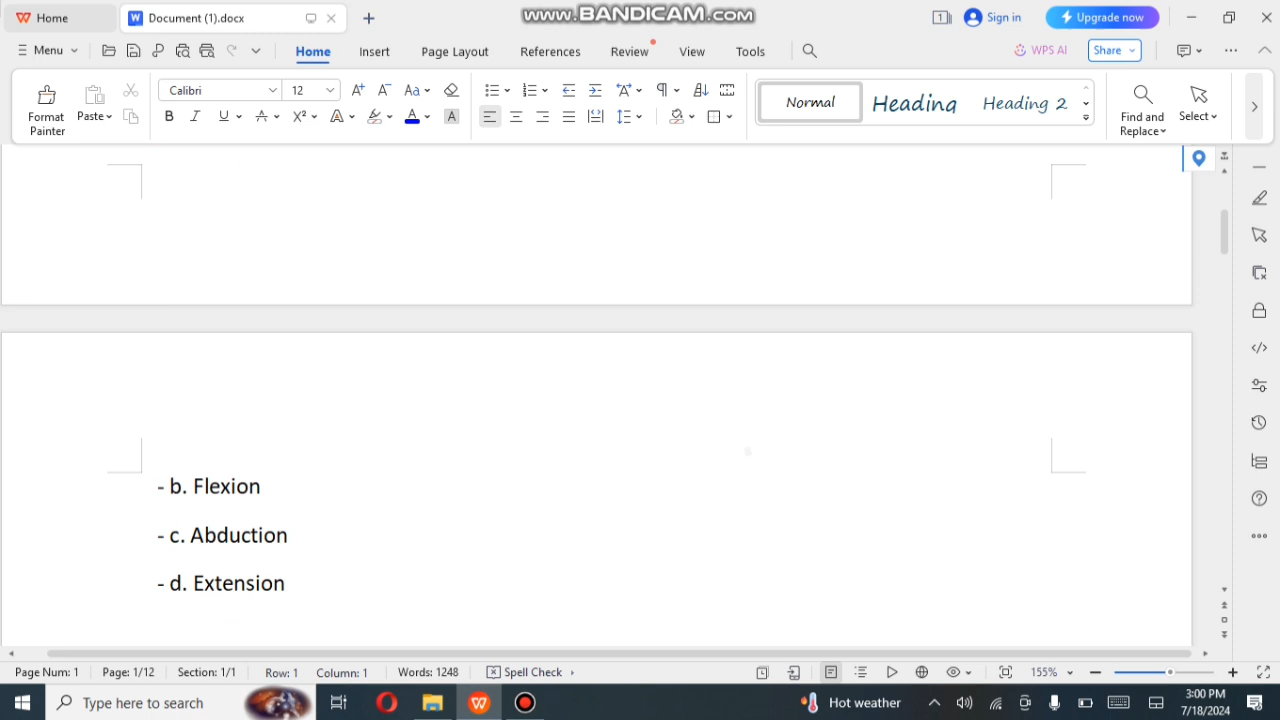 Home
Document (1).docx
www.BANDICAM.com
Sign in
Upgrade now
Menu
Home
Insert
Page Layout
References
Review
View
Tools
WPS AI
Share
Format
Painter
Paste
Calibri
12
Normal
Heading
Heading 2
Find and
Replace
Select
- b. Flexion
- c. Abduction
- d. Extension
Page Num: 1
Page: 1/12
Section: 1/1
Row: 1
Column: 1
Words: 1248
Spell Check
155%
Type here to search
Hot weather
3:00 PM
7/18/2024